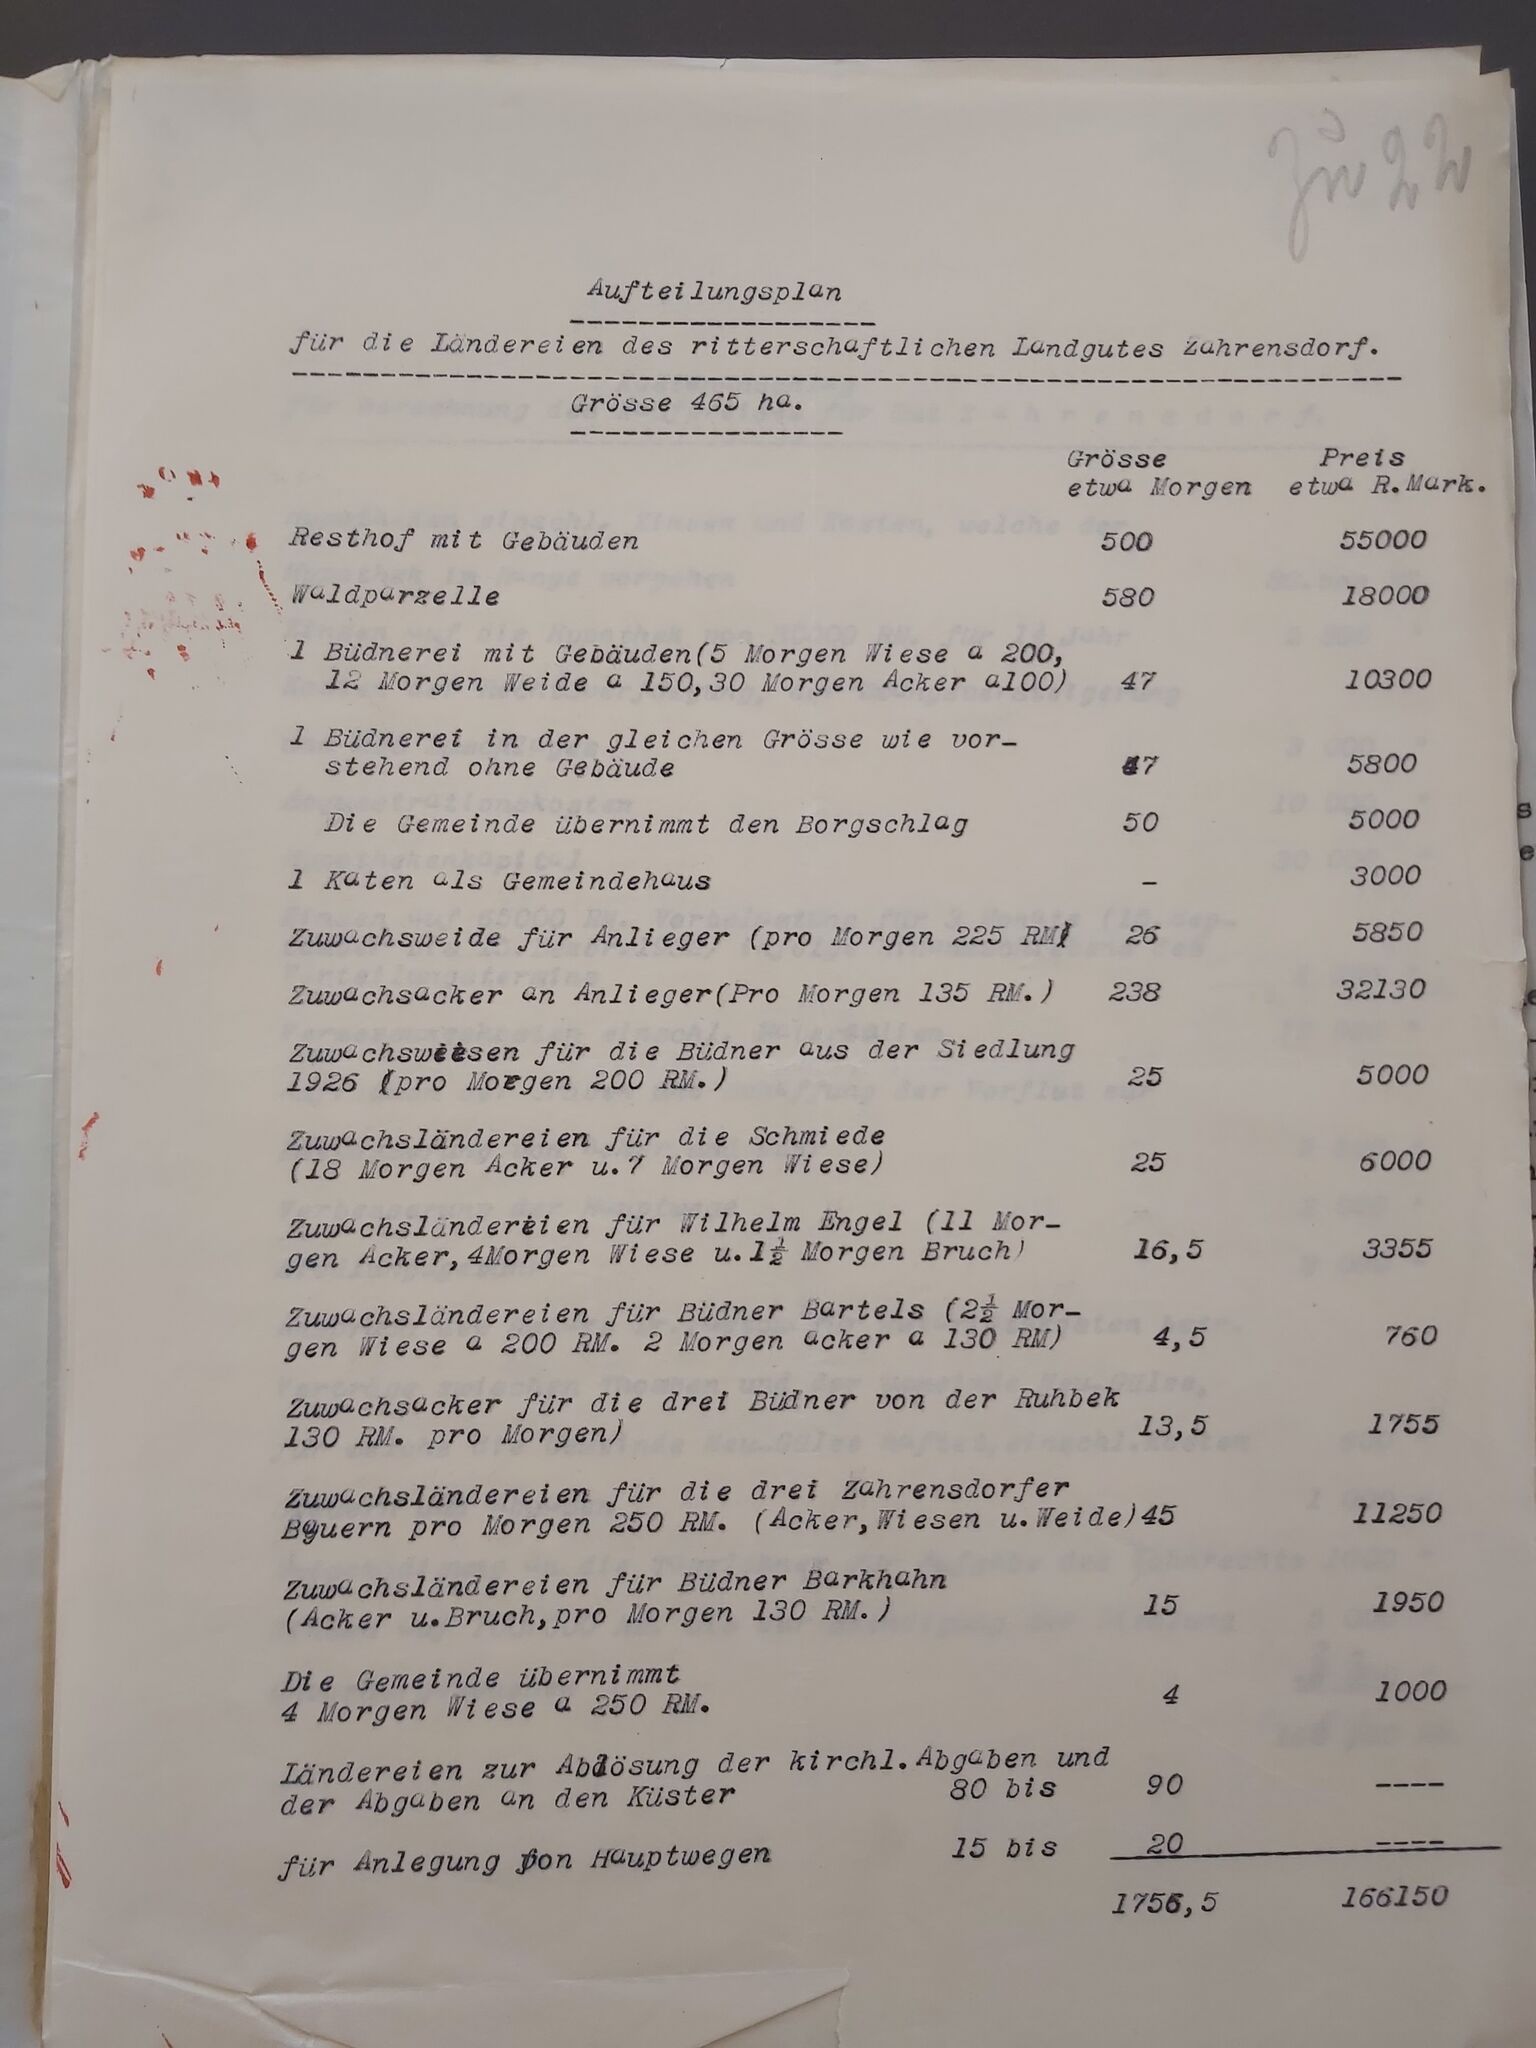 zu 22
Aufteilungsplan
für die Ländereien des ritterschaftlichen Landgutes Zahrensdorf.
Grösse 465 ha.
Grösse Preis
etwa Morgen etwa R.Mark.
Resthof mit Gebäuden 500 55000
Waldparzelle 580 18000
1 Büdnerei mit Gebäuden(5 Morgen Wiese a 200,
12 Morgen Weide a 150,30 Morgen Acker a100) 47 10300
1 Büdnerei in der gleichen Grösse wie vor-
stehend ohne Gebäude 47 5800
Die Gemeinde übernimmt den Borgschlag 50 5000
1 Katen als Gemeindehaus - 3000
Zuwachsweide für Anlieger (pro Morgen 225 RM) 26 5850
Zuwachsacker an Anlieger(Pro Morgen 135 RM.) 238 32130
Zuwachswiesen für die Büdner aus der Siedlung
1926 (pro Morgen 200 RM.) 25 5000
Zuwachsländereien für die Schmiede
(18 Morgen Acker u.7 Morgen Wiese) 25 6000
Zuwachsländereien für Wilhelm Engel (11 Mor-
gen Acker,4Morgen Wiese u.1½ Morgen Bruch) 16,5 3355
Zuwachsländereien für Büdner Bartels (2½ Mor-
gen Wiese a 200 RM. 2 Morgen acker a 130 RM) 4,5 760
Zuwachsacker für die drei Büdner von der Ruhbek
130 RM. pro Morgen) 13,5 1755
Zuwachsländereien für die drei Zahrensdorfer
Bauern pro Morgen 250 RM. (Acker,Wiesen u.Weide) 45 11250
Zuwachsländereien für Büdner Barkhahn
(Acker u.Bruch,pro Morgen 130 RM.) 15 1950
Die Gemeinde übernimmt
4 Morgen Wiese a 250 RM. 4 1000
Ländereien zur Ablösung der kirchl.Abgaben und
der Abgaben an den Küster 80 bis 90 ----
für Anlegung von Hauptwegen 15 bis 20 ----
1756,5 166150